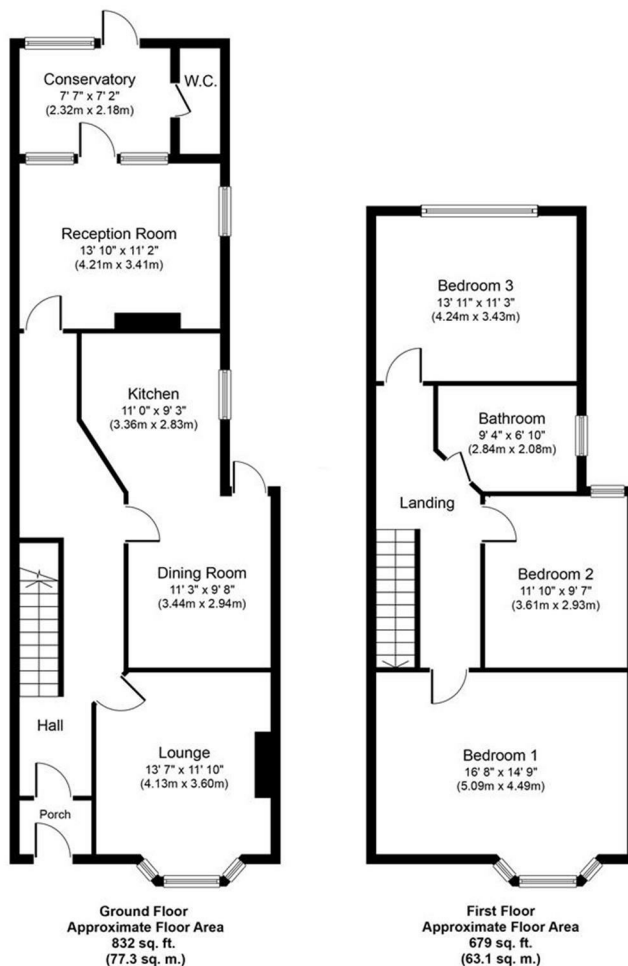 Conservatory
7' 7" x 7' 2"
(2.32m x 2.18m)
W.C.
Reception Room
13' 10" x 11' 2"
(4.21m x 3.41m)
Kitchen
11' 0" x 9' 3"
(3.36m x 2.83m)
Dining Room
11' 3" x 9' 8"
(3.44m x 2.94m)
Hall
Lounge
13' 7" x 11' 10"
(4.13m x 3.60m)
Porch
Ground Floor
Approximate Floor Area
832 sq. ft.
(77.3 sq. m.)
Bedroom 3
13' 11" x 11' 3"
(4.24m x 3.43m)
Bathroom
9' 4" x 6' 10"
(2.84m x 2.08m)
Landing
Bedroom 2
11' 10" x 9' 7"
(3.61m x 2.93m)
Bedroom 1
16' 8" x 14' 9"
(5.09m x 4.49m)
First Floor
Approximate Floor Area
679 sq. ft.
(63.1 sq. m.)